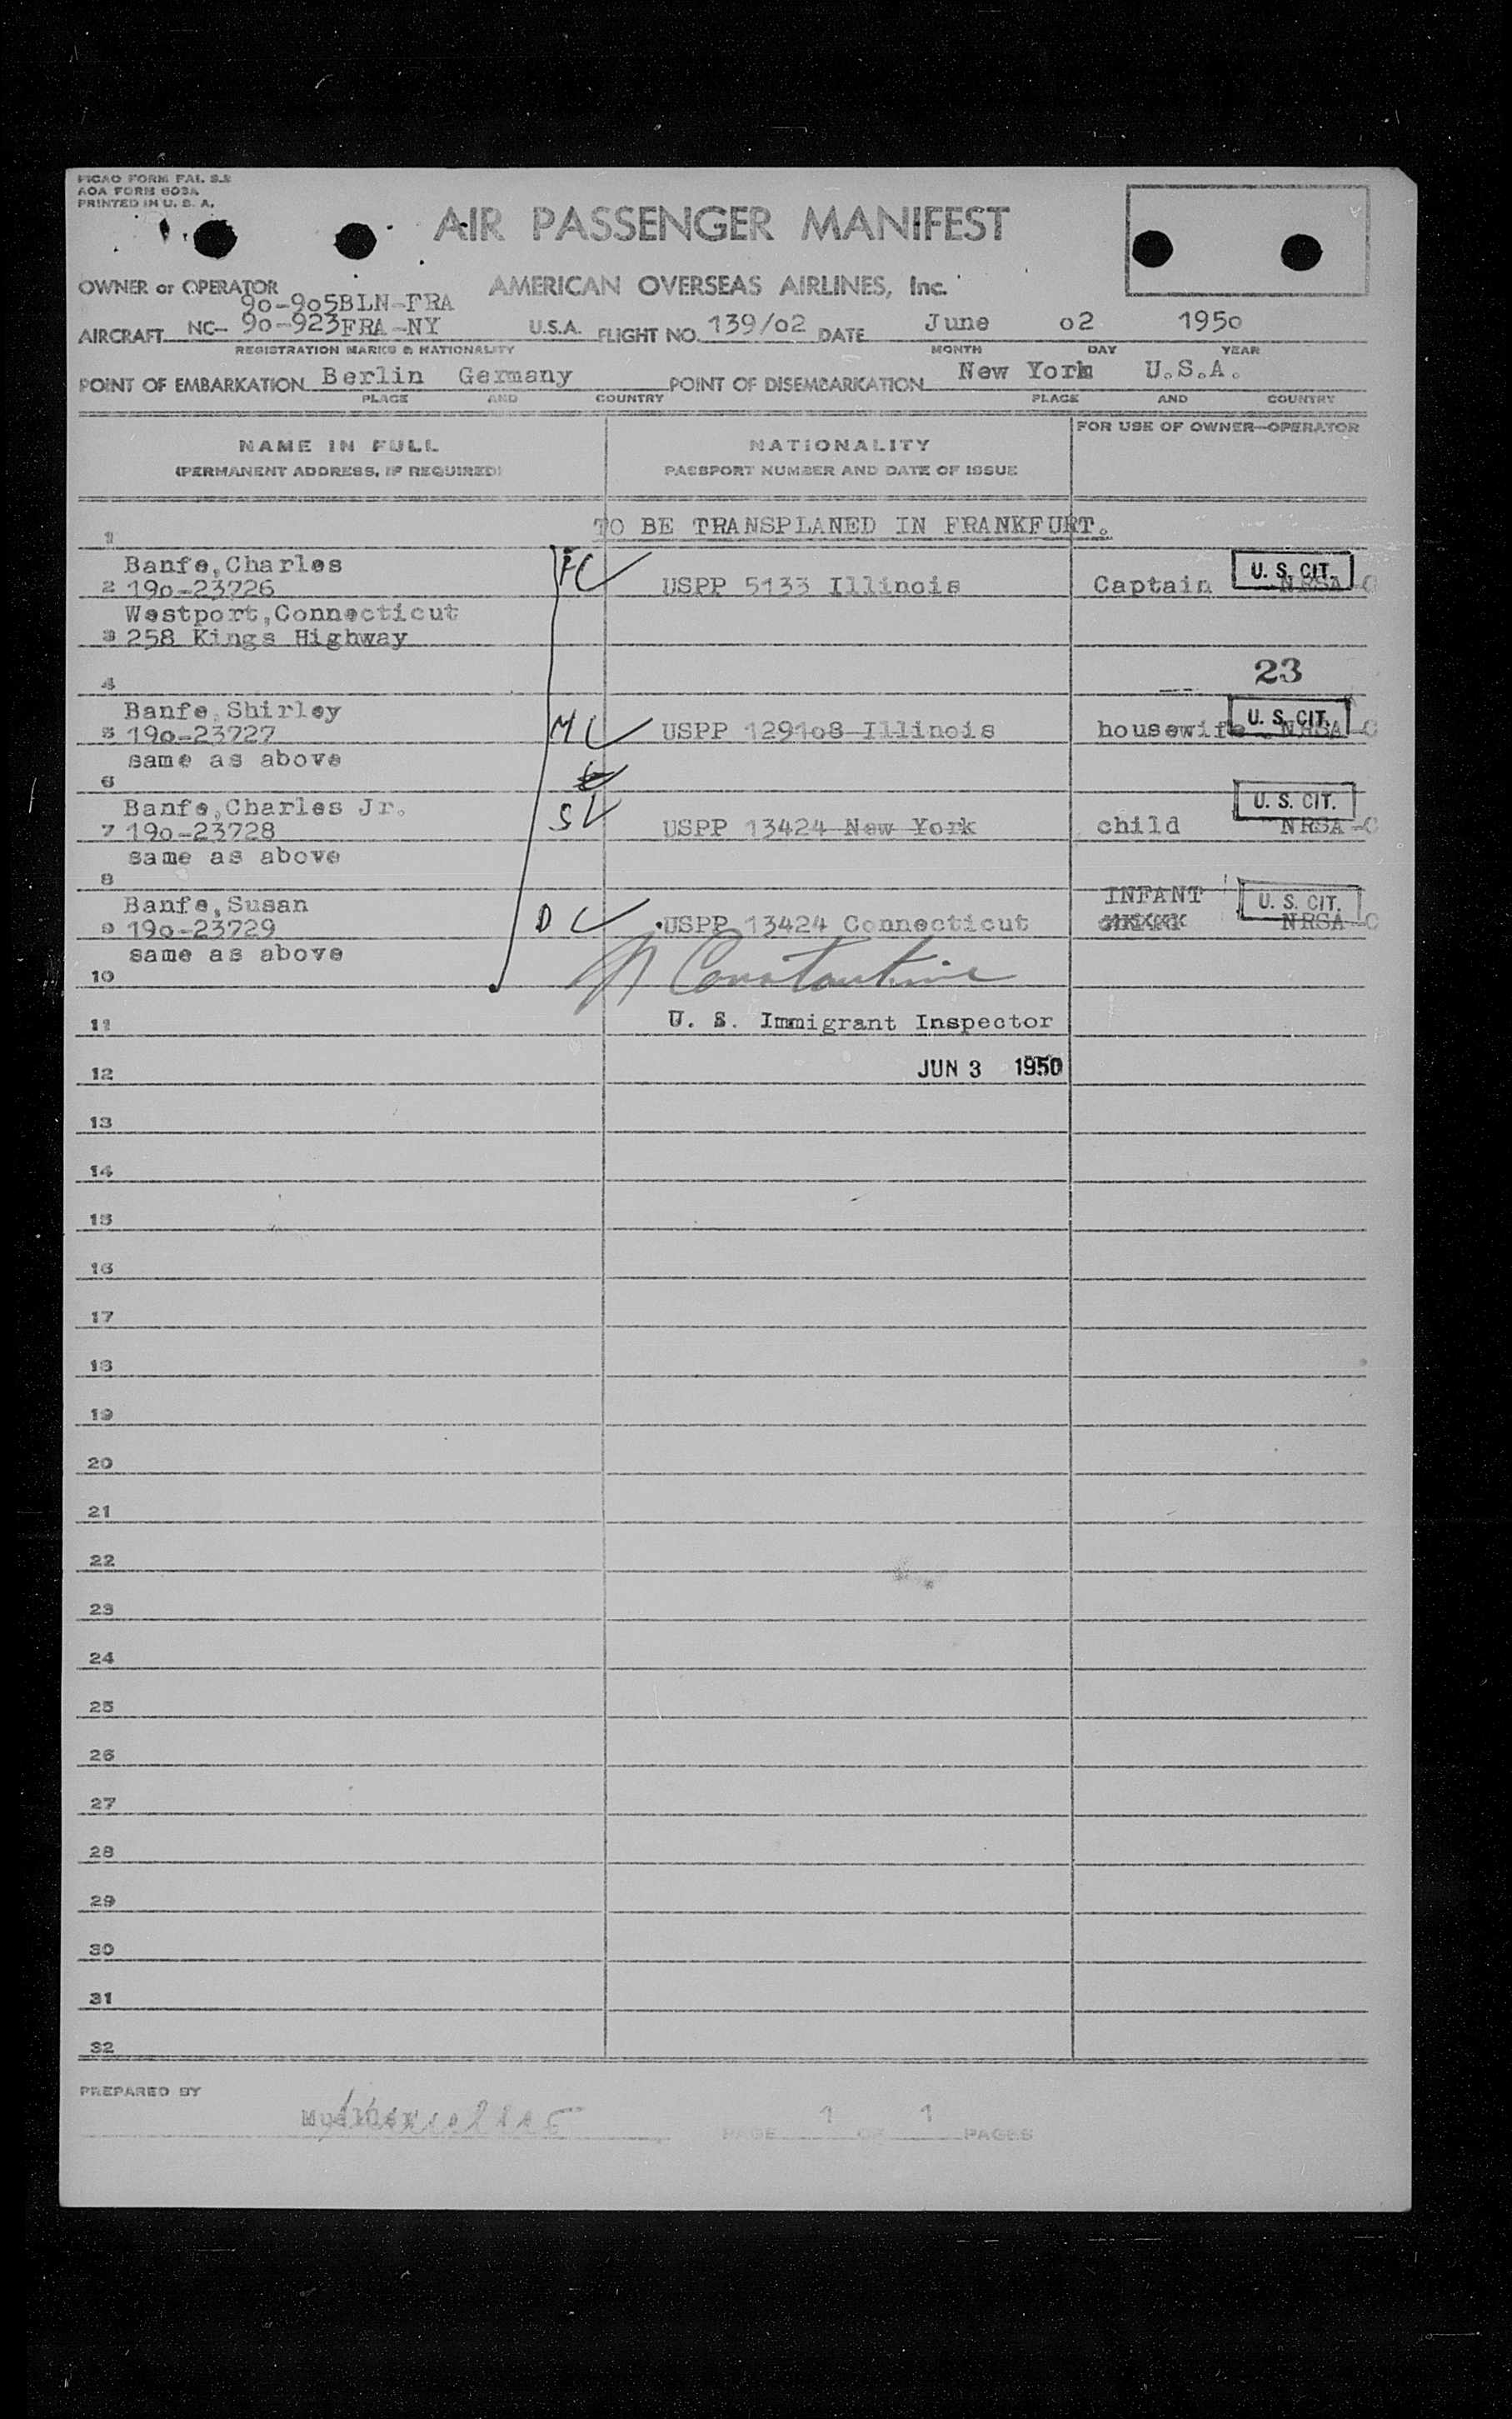 PICAO FORM FAL S.2
AOA FORM 603A
PRINTED IN U. S. A.
AIR PASSENGER MANIFEST
OWNER or OPERATOR AMERICAN OVERSEAS AIRLINES, Inc.
90-905BLN-FRA
AIRCRAFT NC- 90-923FRA-NY U.S.A. FLIGHT NO. 139/02 DATE June 02 1950
REGISTRATION MARKS & NATIONALITY MONTH DAY YEAR
POINT OF EMBARKATION Berlin Germany POINT OF DISEMBARKATION New York U.S.A.
PLACE AND COUNTRY PLACE AND COUNTRY
NAME IN FULL NATIONALITY FOR USE OF OWNER-OPERATOR
(PERMANENT ADDRESS, IF REQUIRED) PASSPORT NUMBER AND DATE OF ISSUE
TO BE TRANSPLANED IN FRANKFURT.
1
Banfe,Charles F U. S. CIT.
2 190-23726 USPP 5133 Illinois Captain NRSA-C
Westport,Connecticut
3 258 Kings Highway
4 23
Banfe,Shirley M U. S. CIT.
5 190-23727 USPP 129108 Illinois housewife NRSA-C
same as above
6
Banfe,Charles Jr. S U. S. CIT.
7 190-23728 USPP 13424 New York child NRSA-C
same as above
8
Banfe,Susan INFANT U. S. CIT.
9 190-23729 D USPP 13424 Connecticut NRSA-C
same as above
10 N Constantine
11 U. S. Immigrant Inspector
12 JUN 3 1950
13
14
15
16
17
18
19
20
21
22
23
24
25
26
27
28
29
30
31
32
PREPARED BY
PAGE 1 OF 1 PAGES